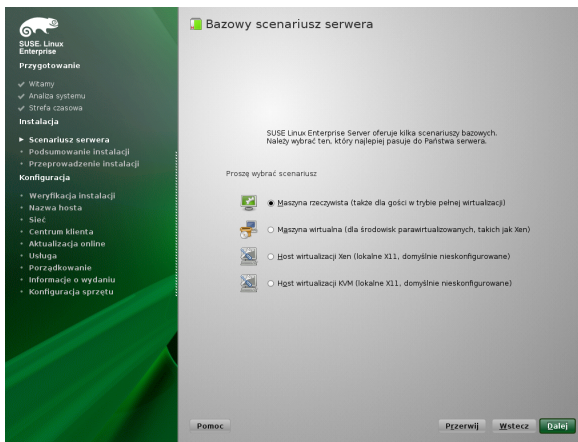 SUSE. Linux
Enterprise
Przygotowanie
Witamy
Analiza systemu
Strefa czasowa
Instalacja
Scenariusz serwera
Podsumowanie instalacji
Przeprowadzenie instalacji
Konfiguracja
Weryfikacja instalacji
Nazwa hosta
Sieć
Centrum klienta
Aktualizacja online
Usługa
Porządkowanie
Informacje o wydaniu
Konfiguracja sprzętu
Bazowy scenariusz serwera
SUSE Linux Enterprise Server oferuje kilka scenariuszy bazowych.
Należy wybrać ten, który najlepiej pasuje do Państwa serwera.
Proszę wybrać scenariusz
Maszyna rzeczywista (także dla gości w trybie pełnej wirtualizacji)
Maszyna wirtualna (dla środowisk parawirtualizowanych, takich jak Xen)
Host wirtualizacji Xen (lokalne X11, domyślnie nieskonfigurowane)
Host wirtualizacji KVM (lokalne X11, domyślnie nieskonfigurowane)
Pomoc
Przerwij
Wstecz
Dalej